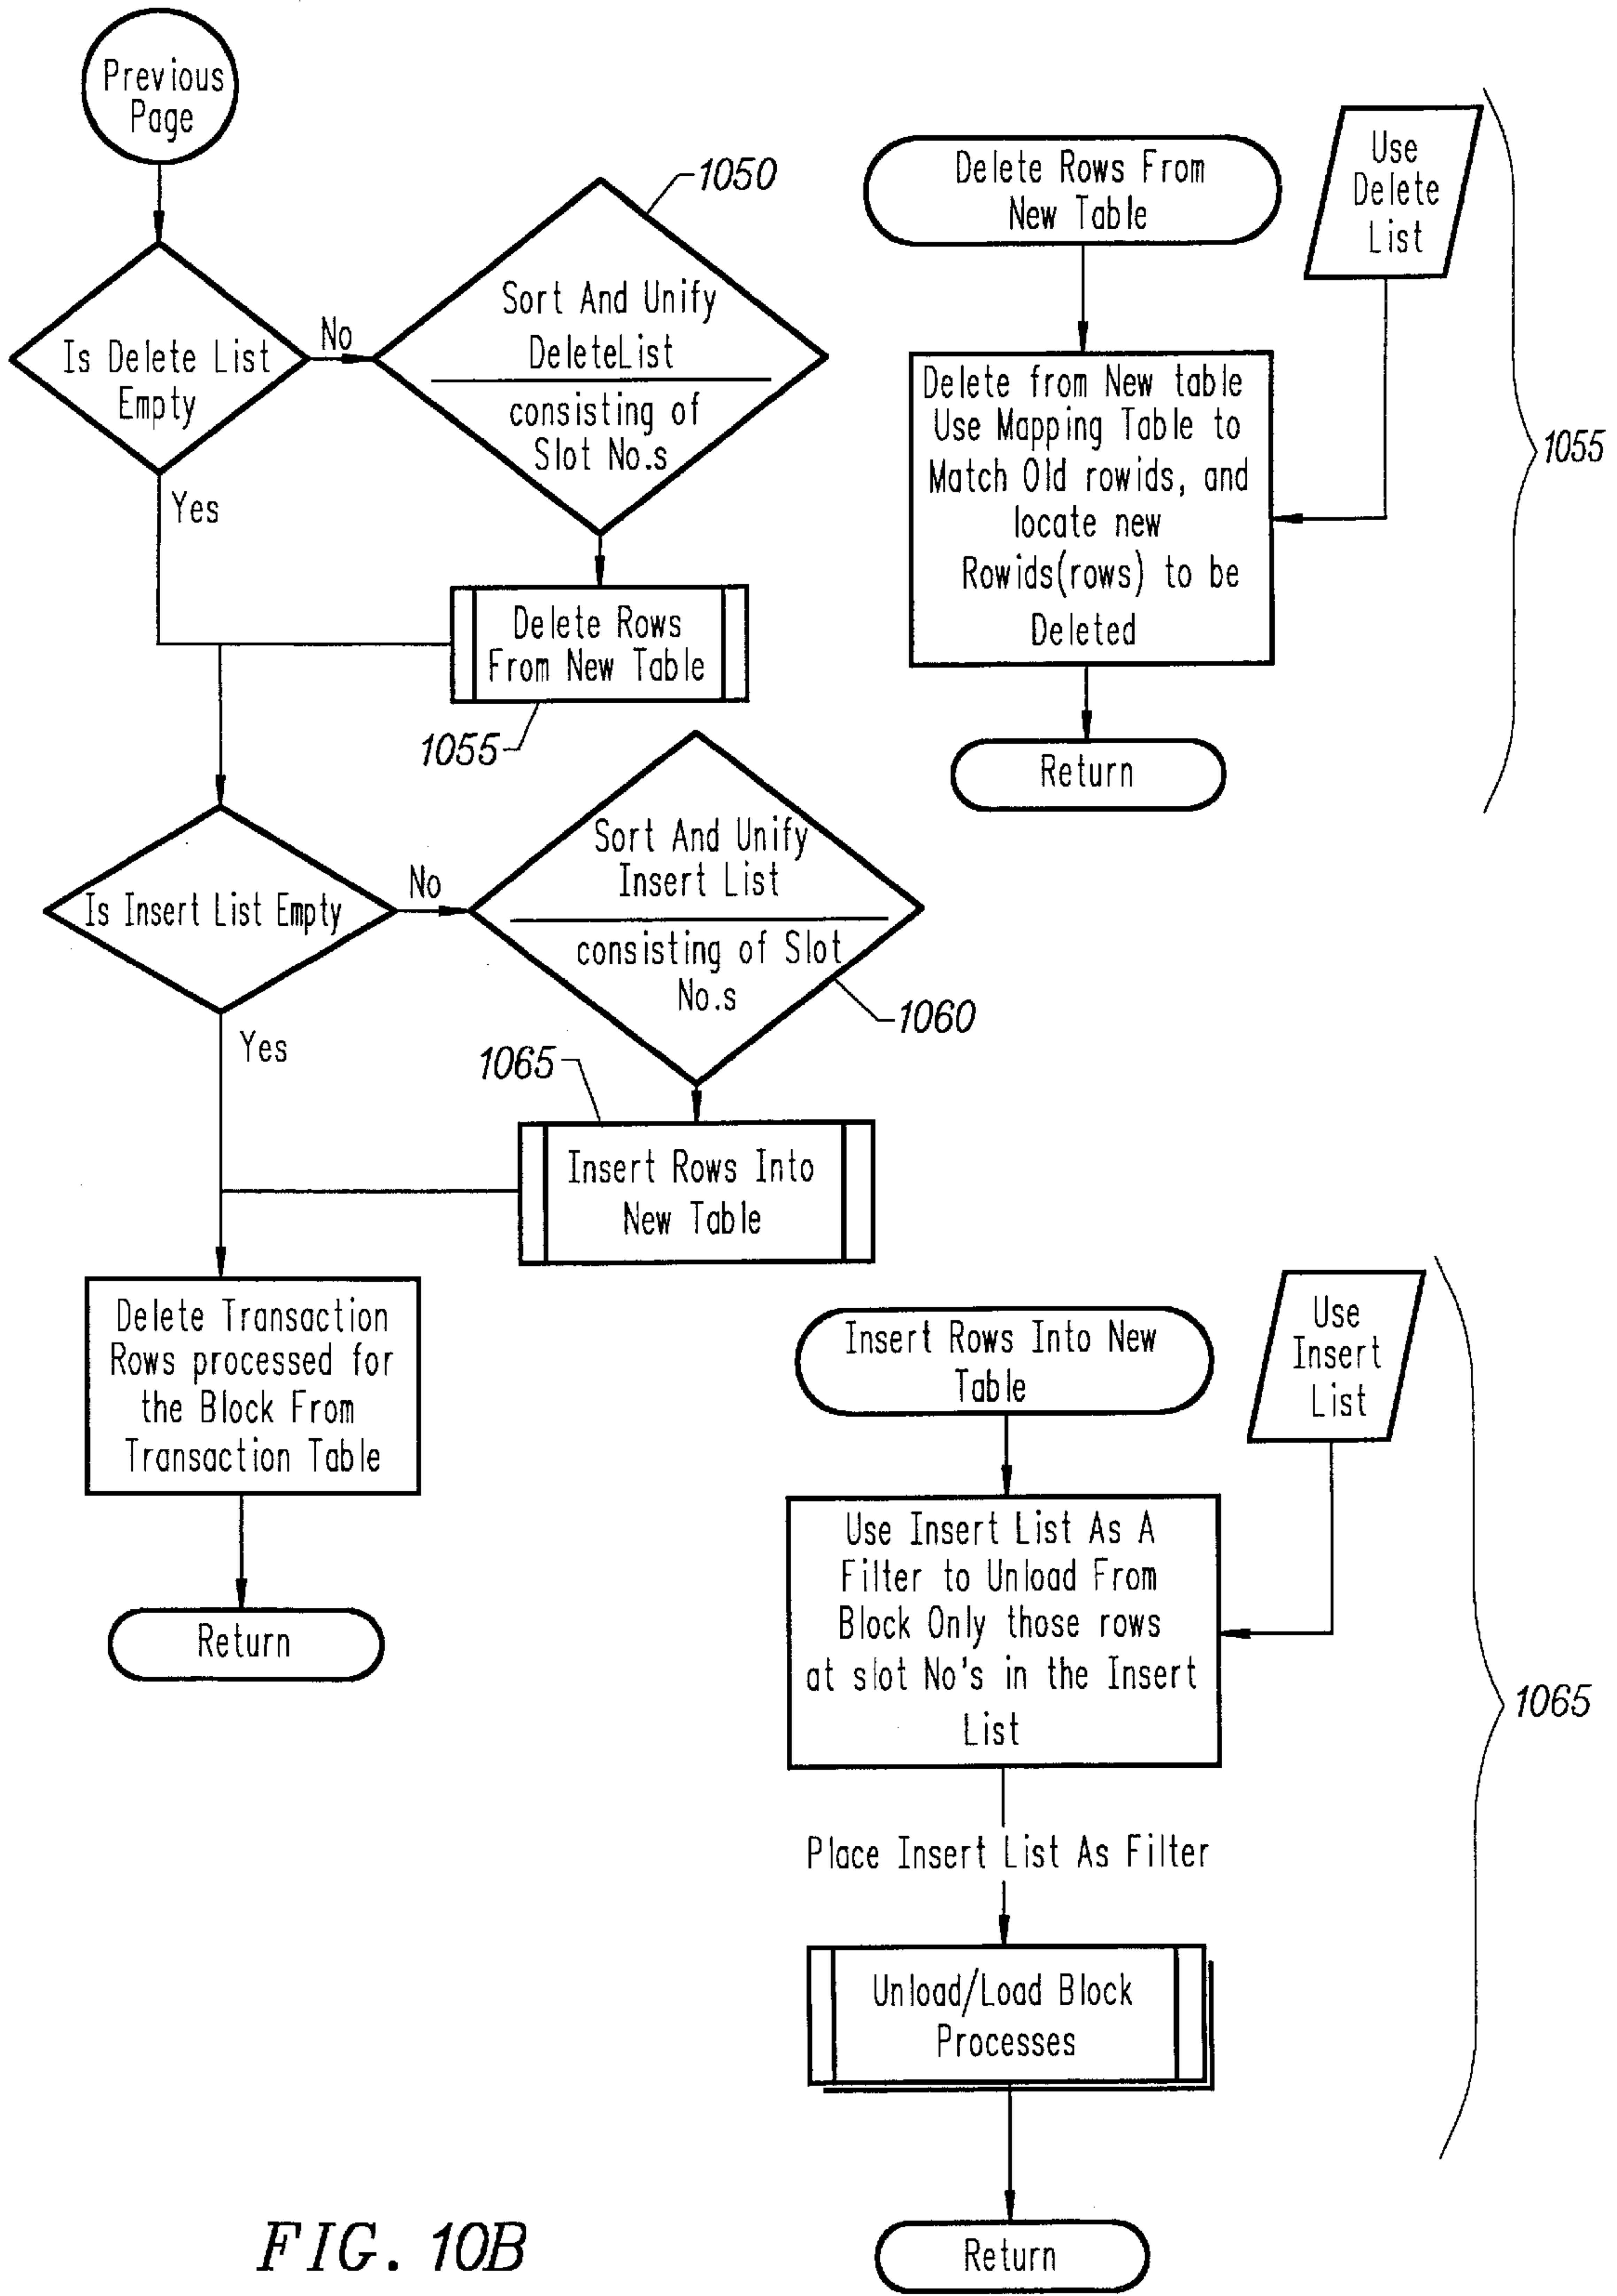 Previous
Page
Is Delete List
Empty
No
Yes
1050
Sort And Unify
DeleteList
consisting of
Slot No.s
Delete Rows
From New Table
1055
Is Insert List Empty
No
Yes
Sort And Unify
Insert List
consisting of Slot
No.s
1060
1065
Insert Rows Into
New Table
Delete Transaction
Rows processed for
the Block From
Transaction Table
Return
Delete Rows From
New Table
Use
Delete
List
Delete from New table
Use Mapping Table to
Match Old rowids, and
locate new
Rowids(rows) to be
Deleted
Return
1055
Insert Rows Into New
Table
Use
Insert
List
Use Insert List As A
Filter to Unload From
Block Only those rows
at slot No's in the Insert
List
Place Insert List As Filter
Unload/Load Block
Processes
Return
1065
FIG. 10B